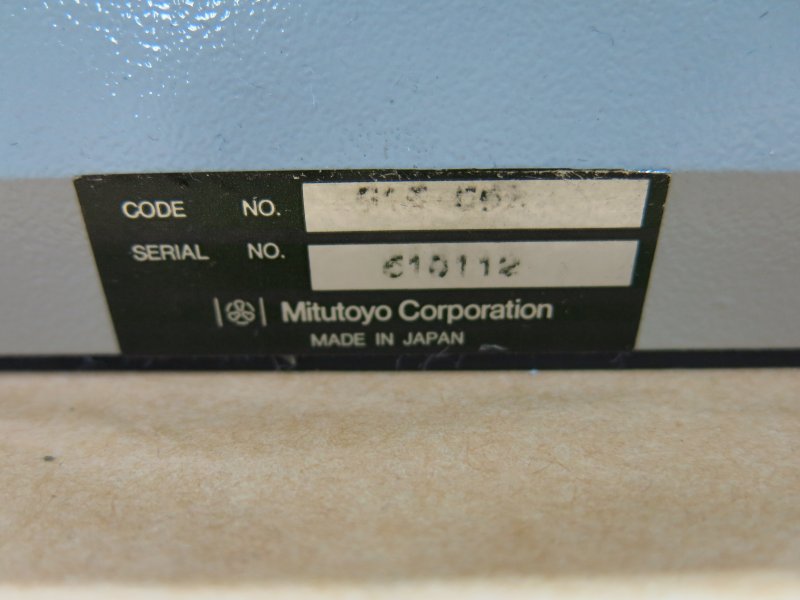 CODE NO.
SERIAL NO. 610112
Mitutoyo Corporation
MADE IN JAPAN